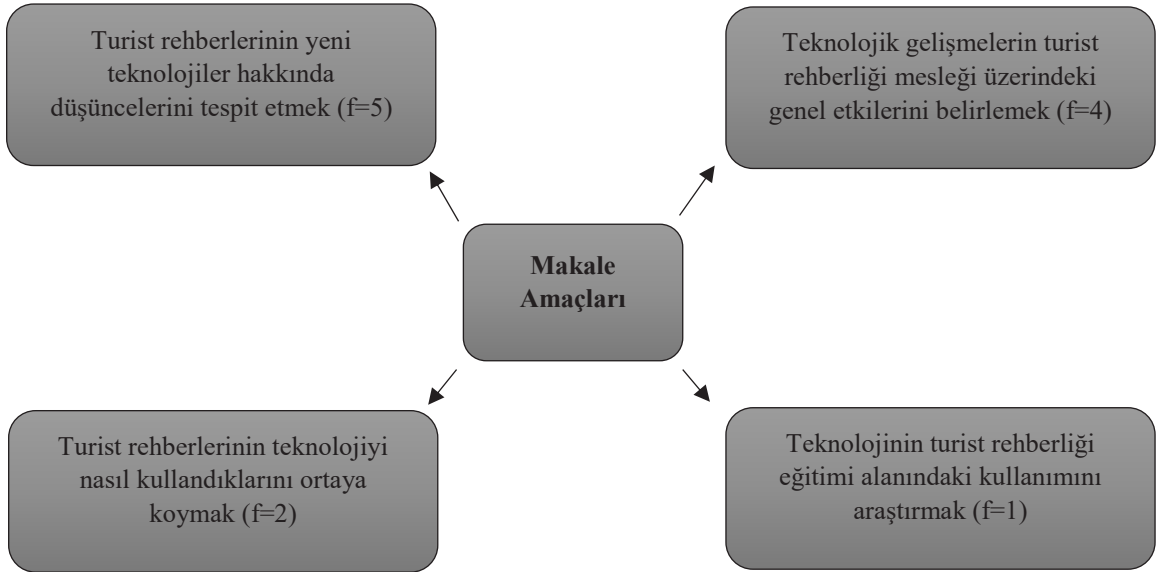 Turist rehberlerinin yeni
teknolojiler hakkında
düşüncelerini tespit etmek (f=5)
Teknolojik gelişmelerin turist
rehberliği mesleği üzerindeki
genel etkilerini belirlemek (f=4)
Makale
Amaçları
Turist rehberlerinin teknolojiyi
nasıl kullandıklarını ortaya
koymak (f=2)
Teknolojinin turist rehberliği
eğitimi alanındaki kullanımını
araştırmak (f=1)